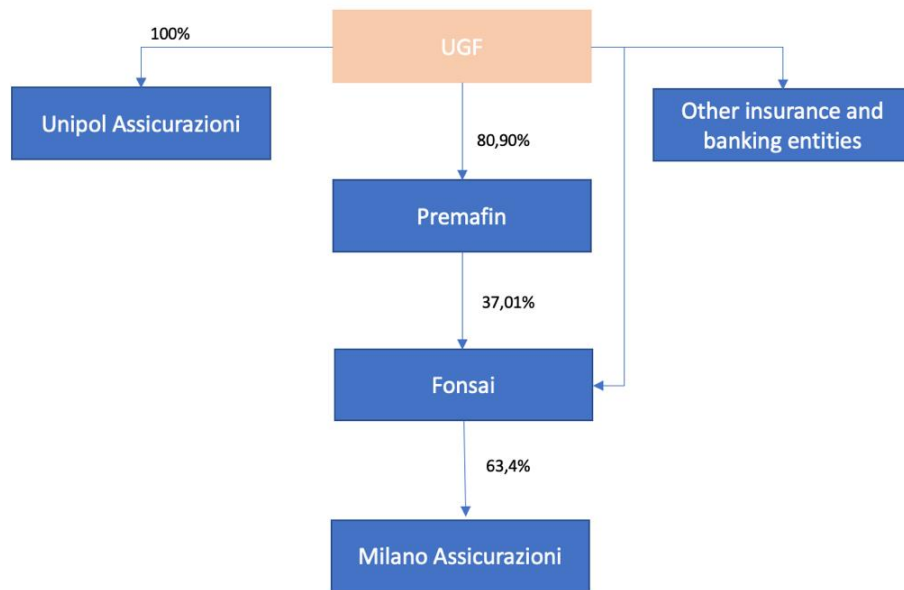 100%
UGF
Unipol Assicurazioni
Other insurance and
banking entities
80,90%
Premafin
37,01%
Fonsai
63,4%
Milano Assicurazioni